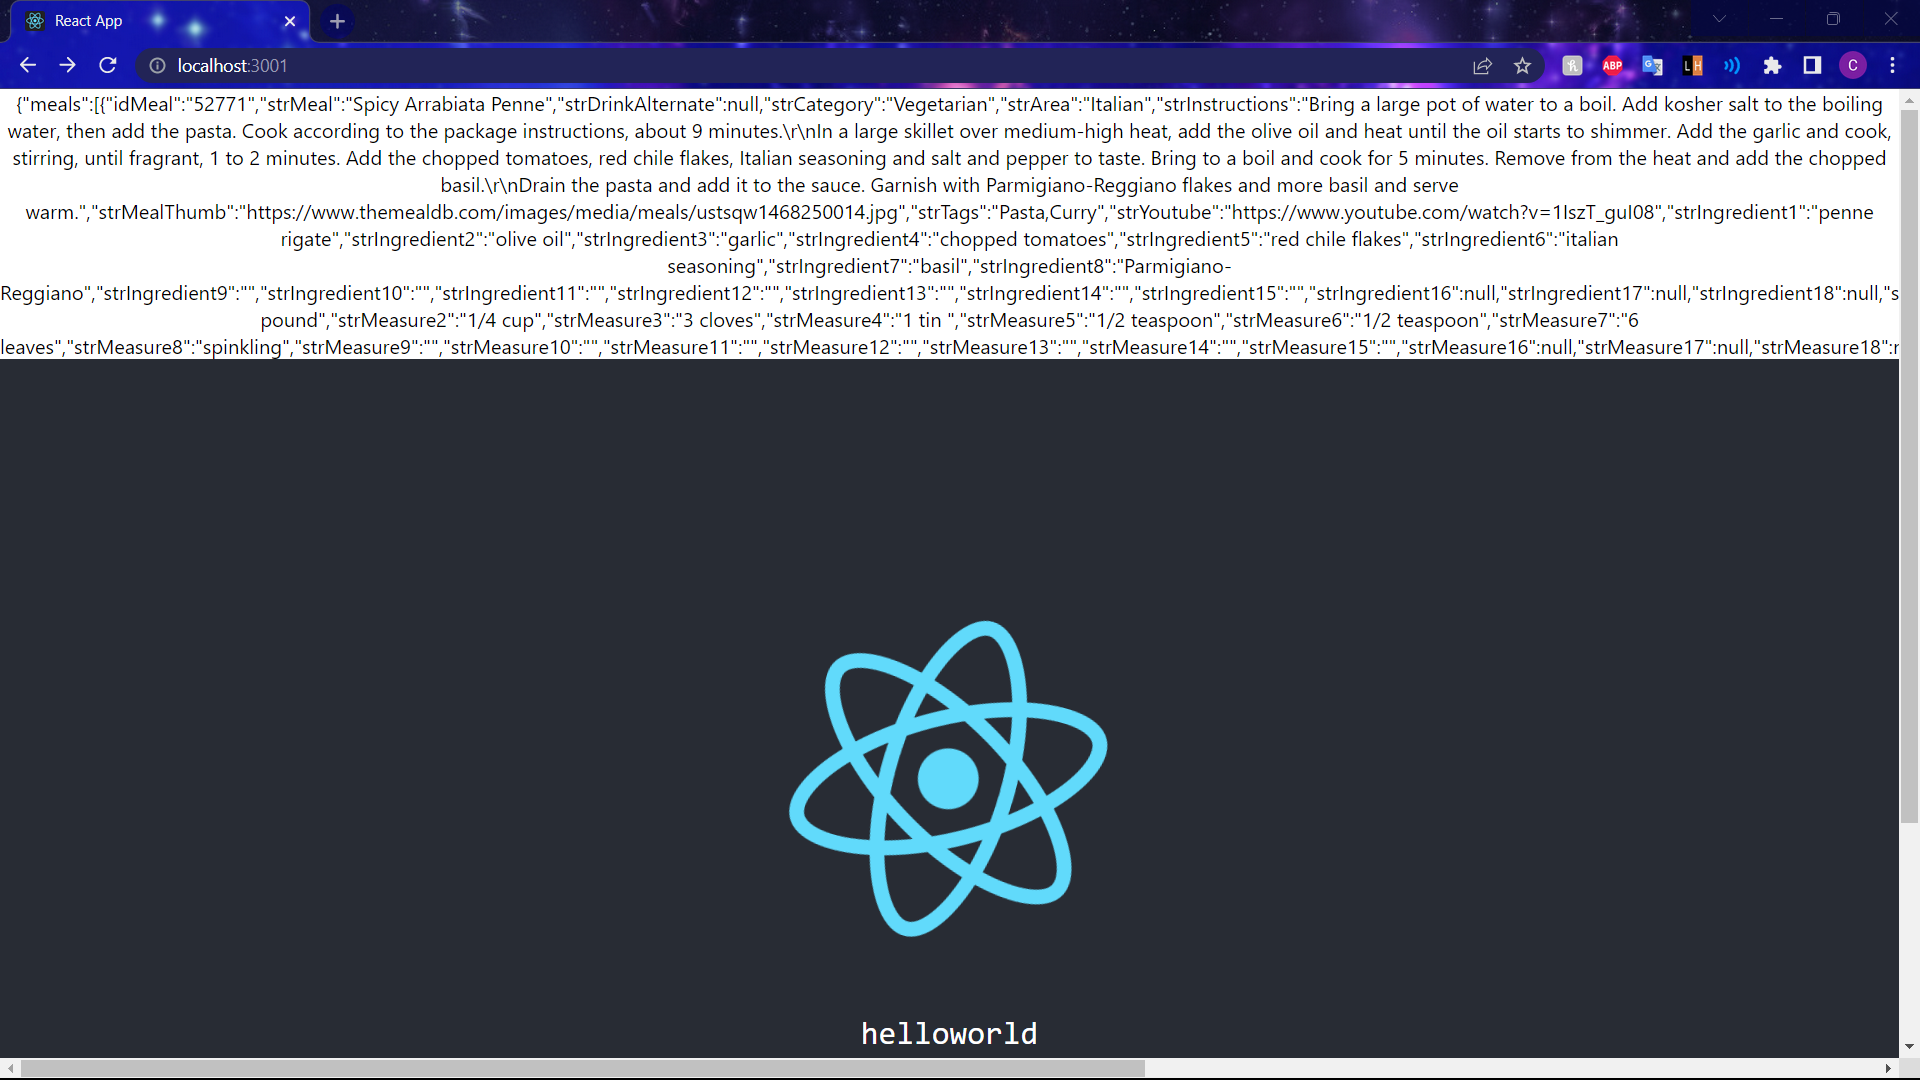 React App
localhost:3001
ABP
LH
C
{"meals":[{"idMeal":"52771","strMeal":"Spicy Arrabiata Penne","strDrinkAlternate":null,"strCategory":"Vegetarian","strArea":"Italian","strInstructions":"Bring a large pot of water to a boil. Add kosher salt to the boiling
water, then add the pasta. Cook according to the package instructions, about 9 minutes.\r\nIn a large skillet over medium-high heat, add the olive oil and heat until the oil starts to shimmer. Add the garlic and cook,
stirring, until fragrant, 1 to 2 minutes. Add the chopped tomatoes, red chile flakes, Italian seasoning and salt and pepper to taste. Bring to a boil and cook for 5 minutes. Remove from the heat and add the chopped
basil.\r\nDrain the pasta and add it to the sauce. Garnish with Parmigiano-Reggiano flakes and more basil and serve
warm.","strMealThumb":"https://www.themealdb.com/images/media/meals/ustsqw1468250014.jpg","strTags":"Pasta,Curry","strYoutube":"https://www.youtube.com/watch?v=1IszT_guI08","strIngredient1":"penne
rigate","strIngredient2":"olive oil","strIngredient3":"garlic","strIngredient4":"chopped tomatoes","strIngredient5":"red chile flakes","strIngredient6":"italian
seasoning","strIngredient7":"basil","strIngredient8":"Parmigiano-
Reggiano","strIngredient9":"","strIngredient10":"","strIngredient11":"","strIngredient12":"","strIngredient13":"","strIngredient14":"","strIngredient15":"","strIngredient16":null,"strIngredient17":null,"strIngredient18":null,"s
pound","strMeasure2":"1/4 cup","strMeasure3":"3 cloves","strMeasure4":"1 tin ","strMeasure5":"1/2 teaspoon","strMeasure6":"1/2 teaspoon","strMeasure7":"6
leaves","strMeasure8":"spinkling","strMeasure9":"","strMeasure10":"","strMeasure11":"","strMeasure12":"","strMeasure13":"","strMeasure14":"","strMeasure15":"","strMeasure16":null,"strMeasure17":null,"strMeasure18":
helloworld